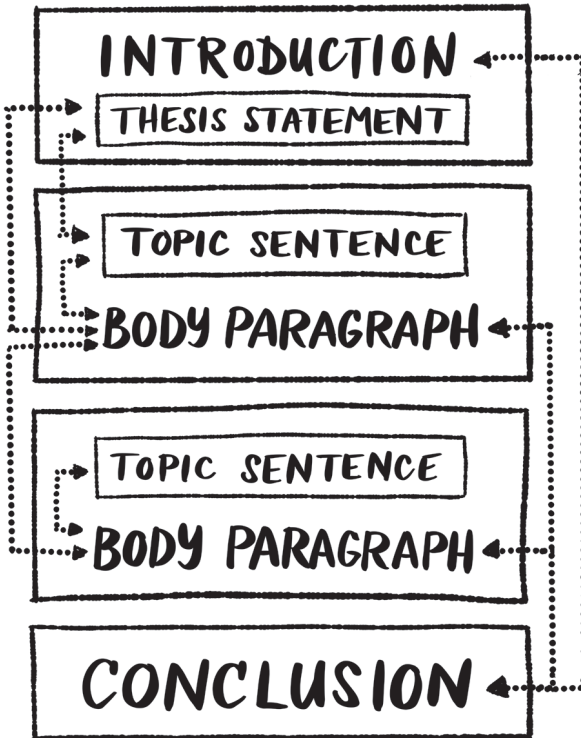 INTRODUCTION
THESIS STATEMENT
TOPIC SENTENCE
BODY PARAGRAPH
TOPIC SENTENCE
BODY PARAGRAPH
CONCLUSION